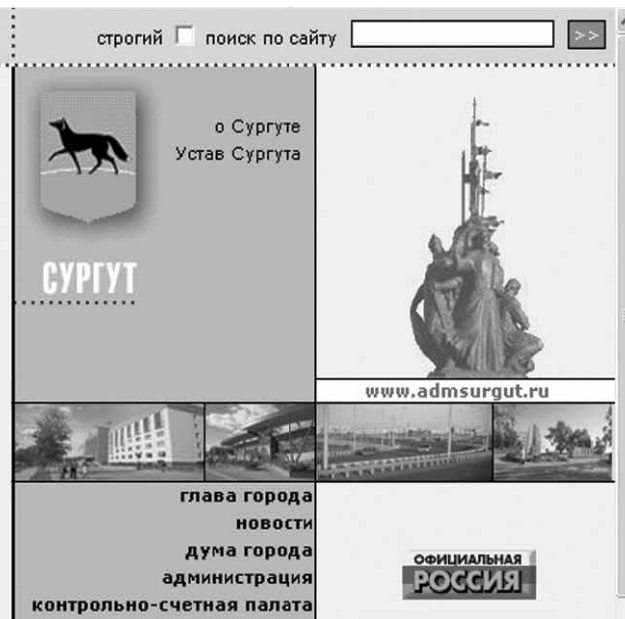 строгий поиск по сайту >>
о Сургуте
Устав Сургута
СУРГУТ
www.admsurgut.ru
глава города
новости
дума города
администрация
контрольно-счетная палата
ОФИЦИАЛЬНАЯ
РОССИЯ